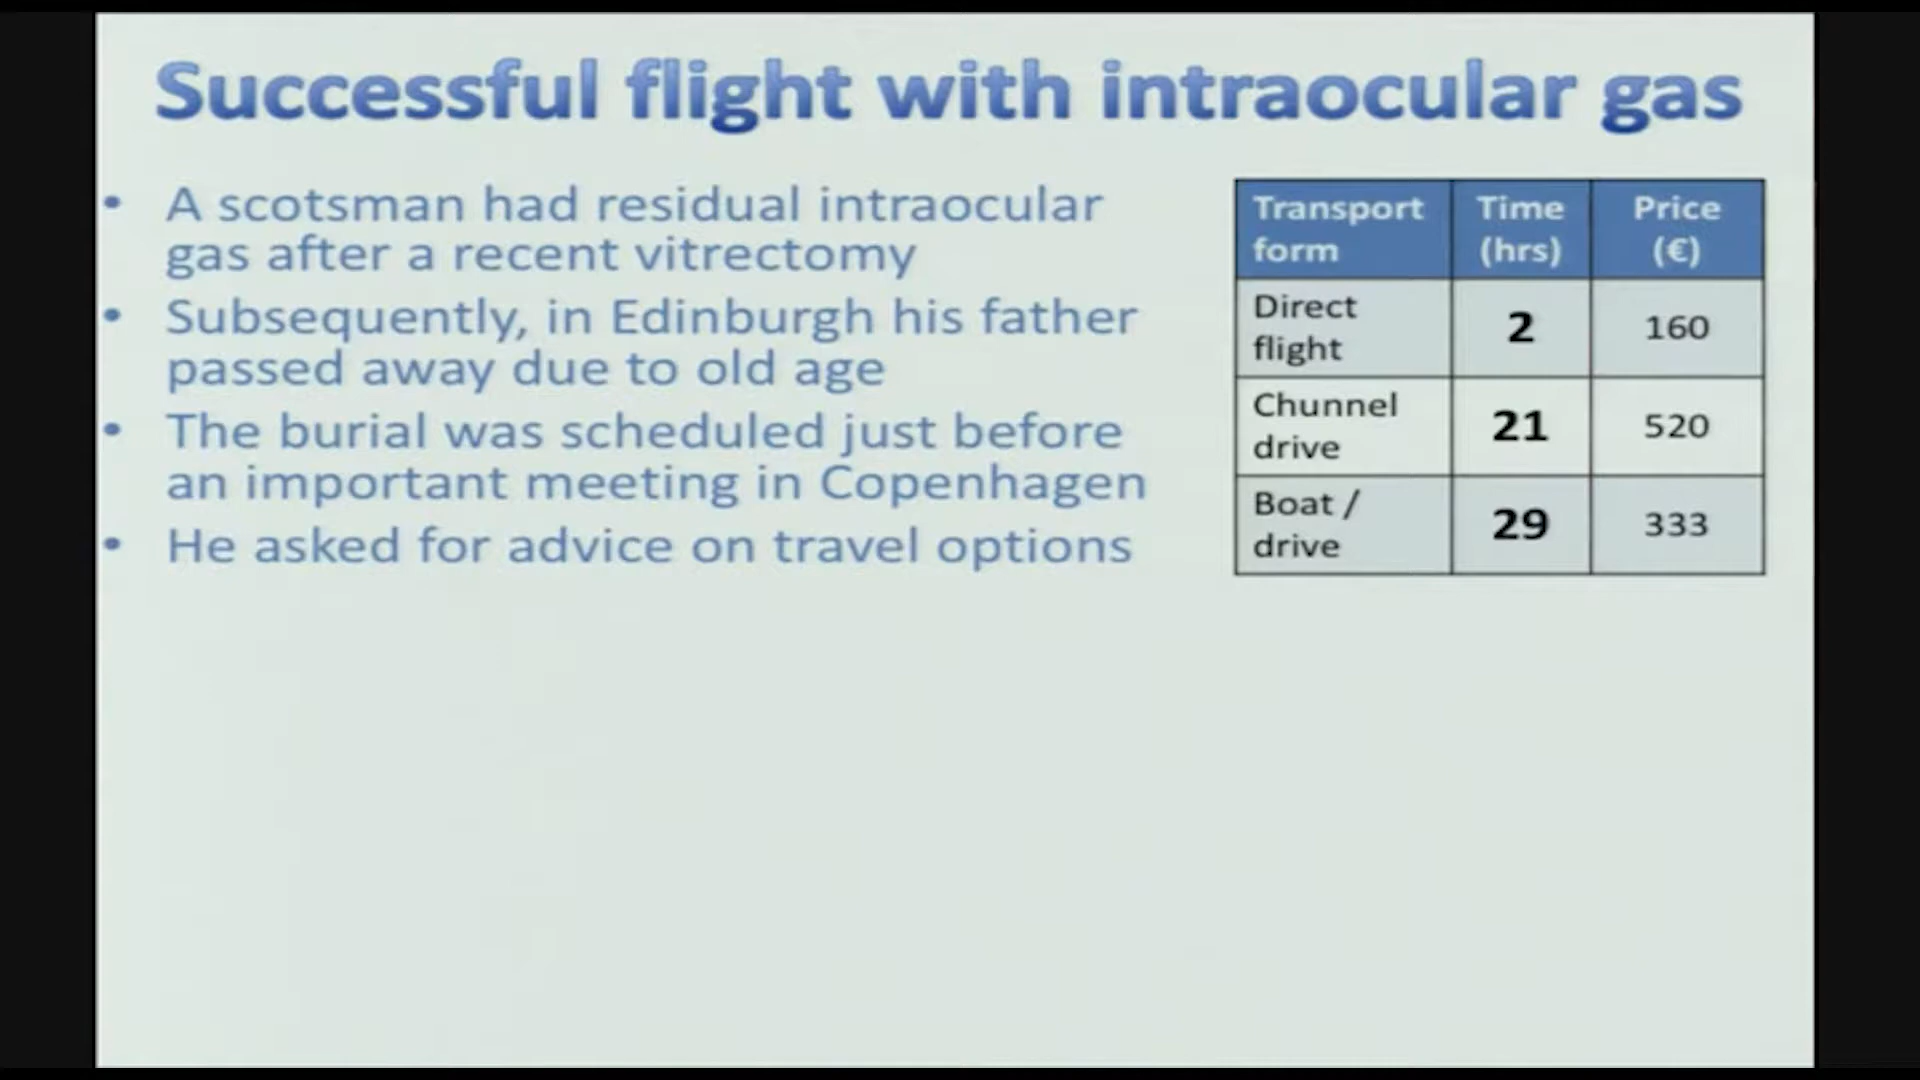 Successful flight with intraocular gas
• A scotsman had residual intraocular
gas after a recent vitrectomy
• Subsequently, in Edinburgh his father
passed away due to old age
• The burial was scheduled just before
an important meeting in Copenhagen
• He asked for advice on travel options
Transport form Time (hrs) Price (€)
Direct flight 2 160
Chunnel drive 21 520
Boat / drive 29 333